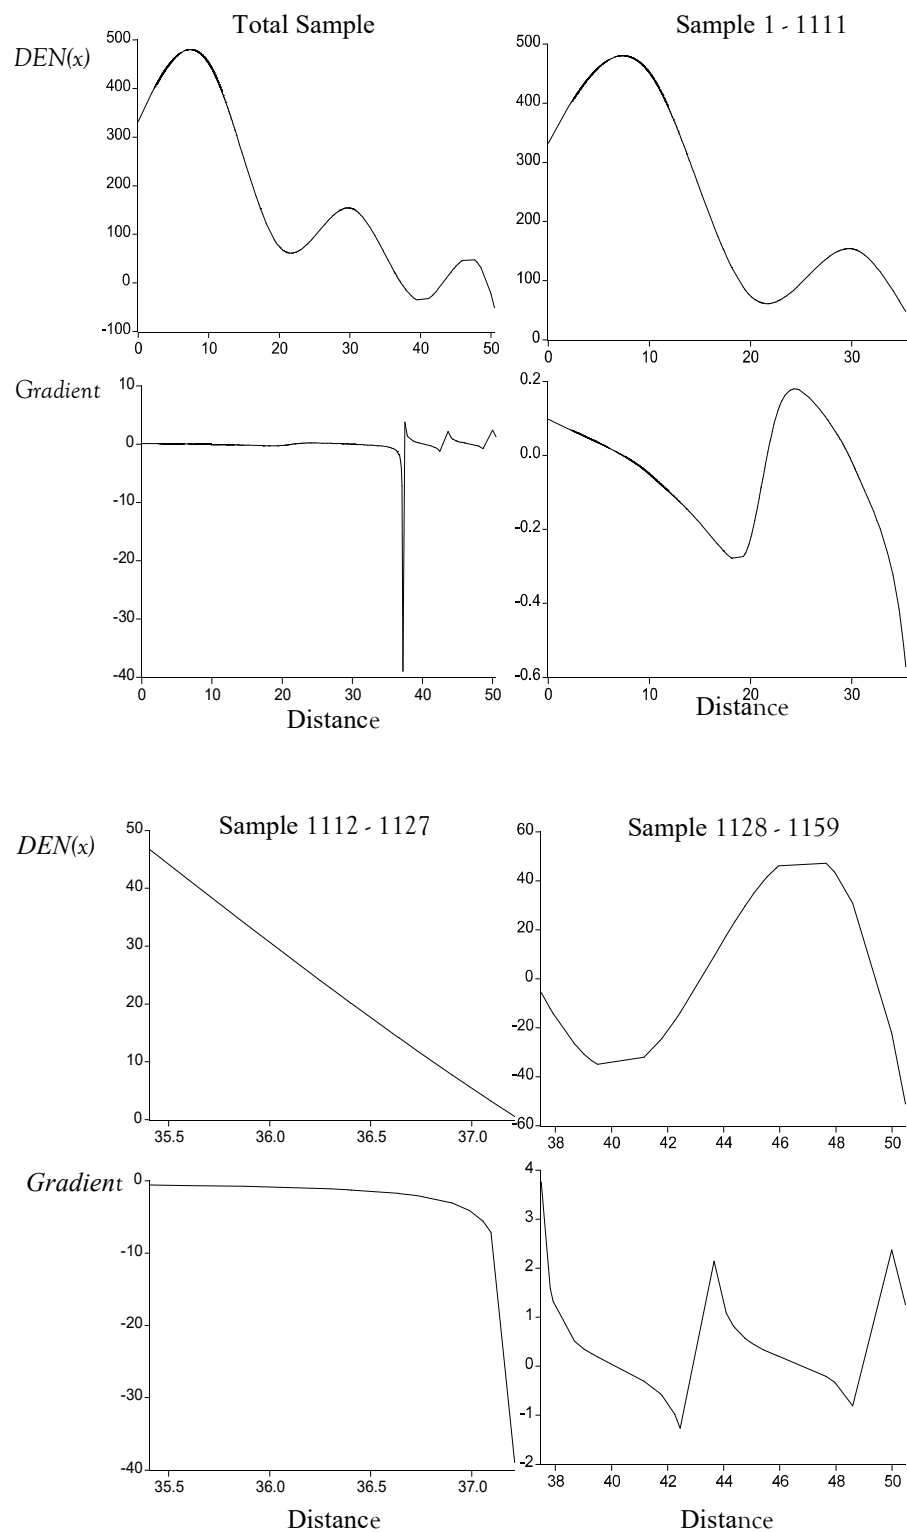 Total Sample
Sample 1 - 1111
DEN(x)
500
400
300
200
100
0
-100
0 10 20 30 40 50
500
400
300
200
100
0
0 10 20 30
Gradient
10
0
-10
-20
-30
-40
0 10 20 30 40 50
Distance
0.2
0.0
-0.2
-0.4
-0.6
0 10 20 30
Distance
Sample 1112 - 1127
Sample 1128 - 1159
DEN(x)
50
40
30
20
10
0
35.5 36.0 36.5 37.0
60
40
20
0
-20
-40
-60
38 40 42 44 46 48 50
Gradient
0
-10
-20
-30
-40
35.5 36.0 36.5 37.0
Distance
4
3
2
1
0
-1
-2
38 40 42 44 46 48 50
Distance